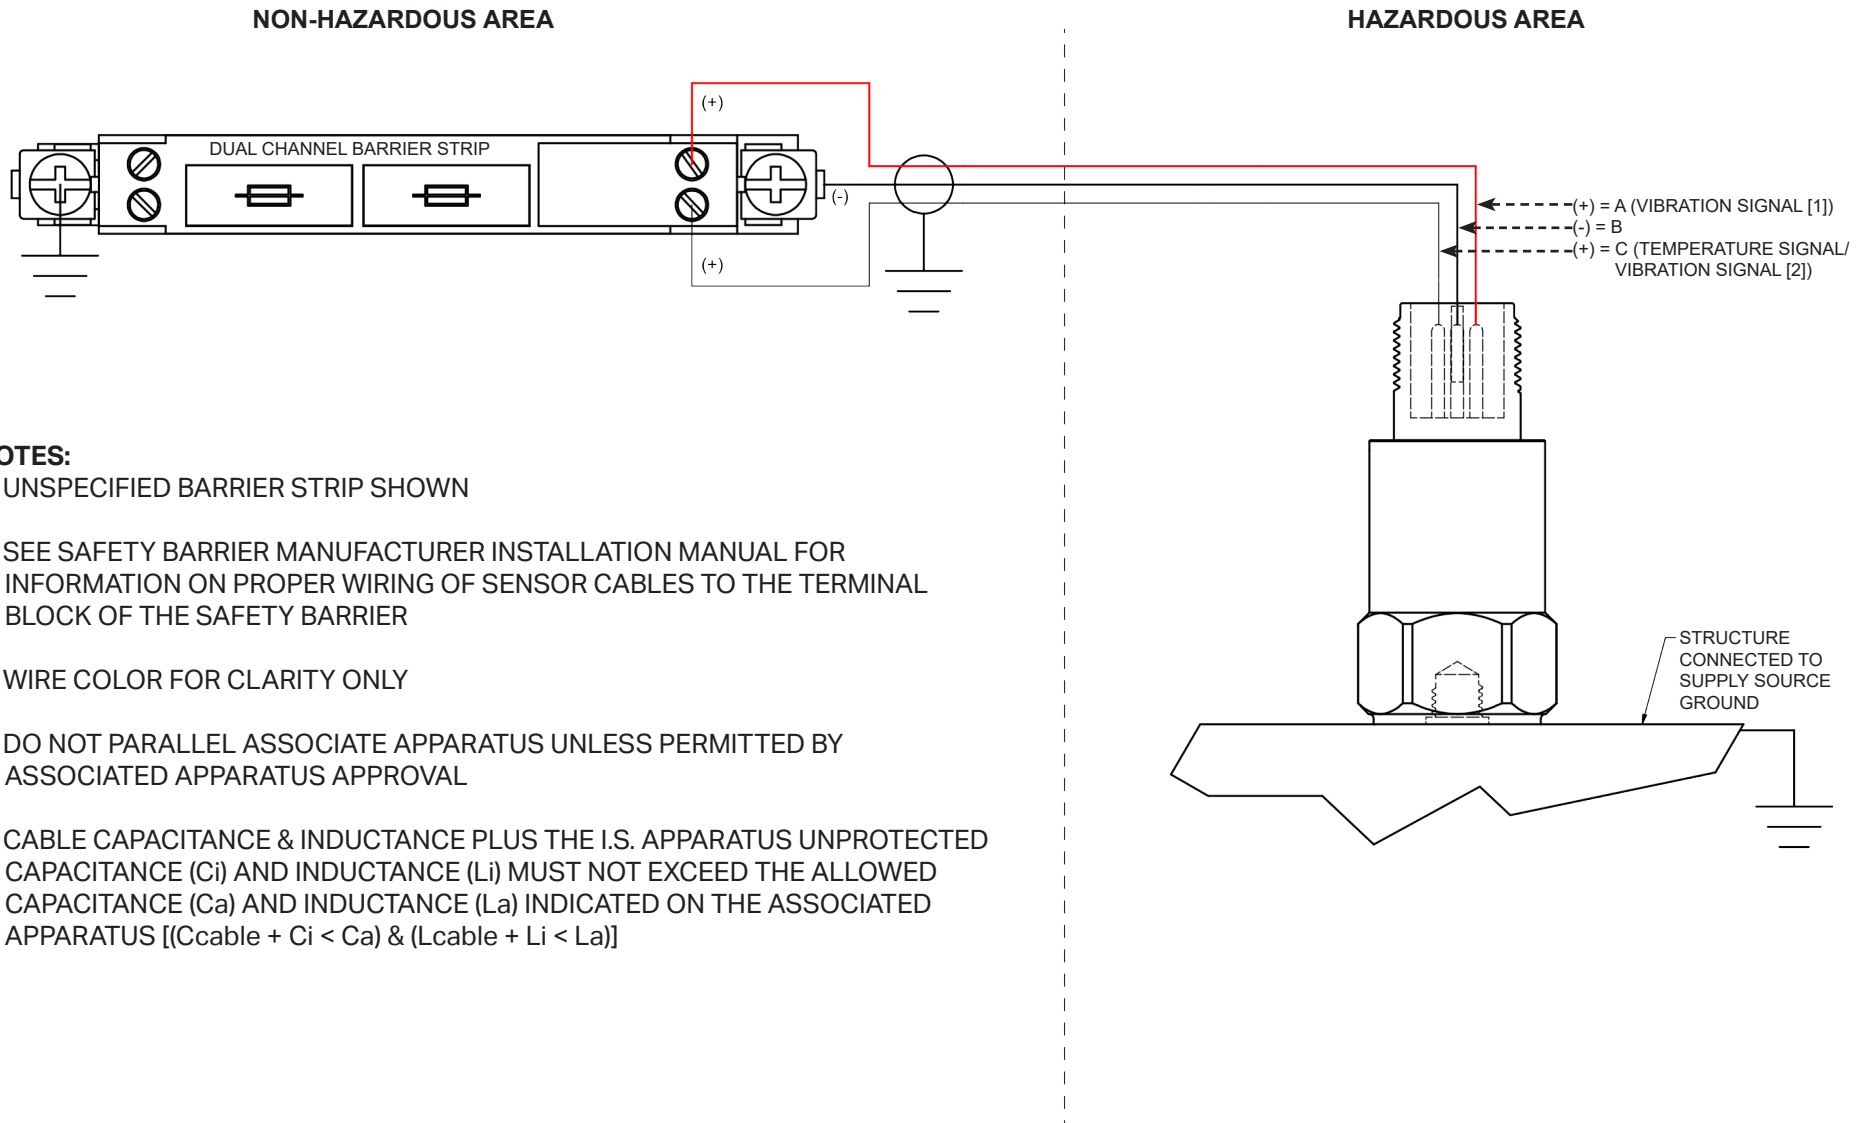 NON-HAZARDOUS AREA
HAZARDOUS AREA
(+)
DUAL CHANNEL BARRIER STRIP
(-)
(+)
(+) = A (VIBRATION SIGNAL [1])
(-) = B
(+) = C (TEMPERATURE SIGNAL/
VIBRATION SIGNAL [2])
OTES:
UNSPECIFIED BARRIER STRIP SHOWN
SEE SAFETY BARRIER MANUFACTURER INSTALLATION MANUAL FOR
INFORMATION ON PROPER WIRING OF SENSOR CABLES TO THE TERMINAL
BLOCK OF THE SAFETY BARRIER
WIRE COLOR FOR CLARITY ONLY
DO NOT PARALLEL ASSOCIATE APPARATUS UNLESS PERMITTED BY
ASSOCIATED APPARATUS APPROVAL
CABLE CAPACITANCE & INDUCTANCE PLUS THE I.S. APPARATUS UNPROTECTED
CAPACITANCE (Ci) AND INDUCTANCE (Li) MUST NOT EXCEED THE ALLOWED
CAPACITANCE (Ca) AND INDUCTANCE (La) INDICATED ON THE ASSOCIATED
APPARATUS [(Ccable + Ci < Ca) & (Lcable + Li < La)]
STRUCTURE
CONNECTED TO
SUPPLY SOURCE
GROUND